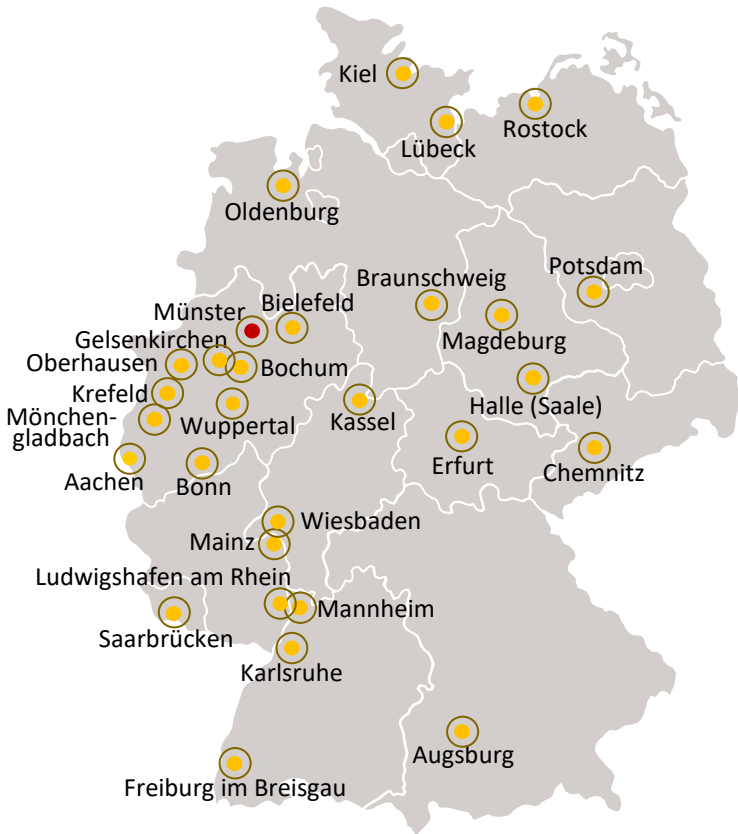 Kiel
Rostock
Lübeck
Oldenburg
Potsdam
Braunschweig
Bielefeld
Münster
Magdeburg
Gelsenkirchen
Oberhausen
Bochum
Krefeld
Halle (Saale)
Mönchen-
gladbach
Wuppertal
Kassel
Erfurt
Chemnitz
Aachen
Bonn
Wiesbaden
Mainz
Ludwigshafen am Rhein
Mannheim
Saarbrücken
Karlsruhe
Augsburg
Freiburg im Breisgau